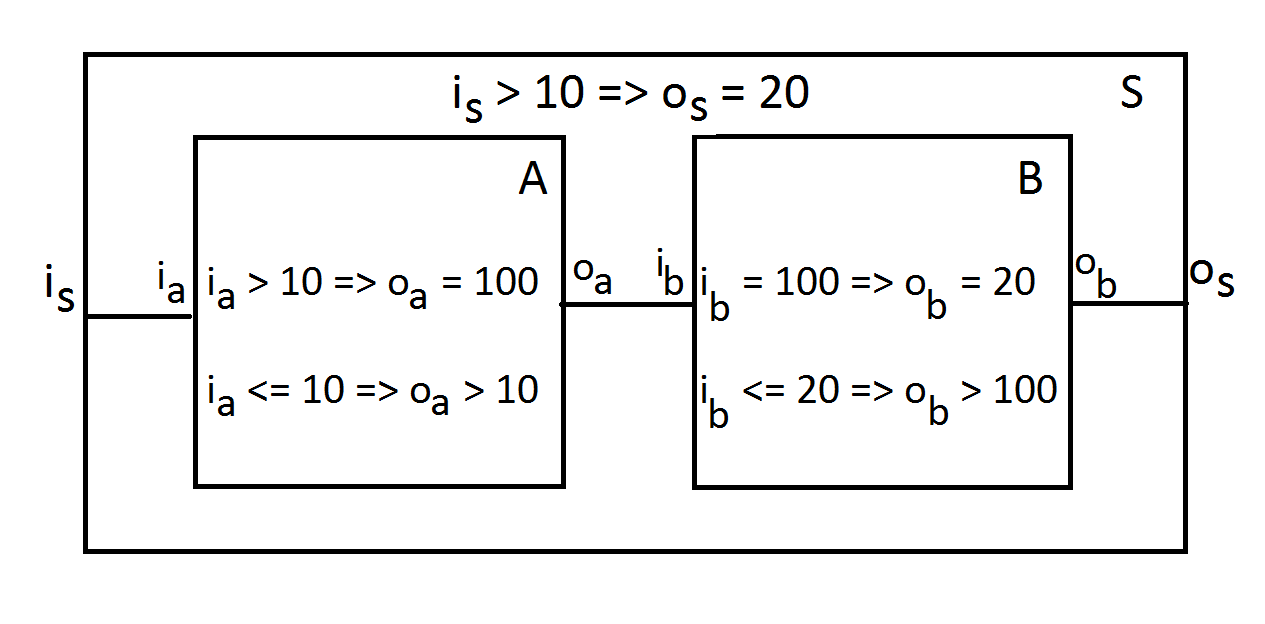 i_s > 10 => o_s = 20
S
A
B
i_s
i_a
i_a > 10 => o_a = 100
o_a
i_b
i_b = 100 => o_b = 20
o_b
o_s
i_a <= 10 => o_a > 10
i_b <= 20 => o_b > 100